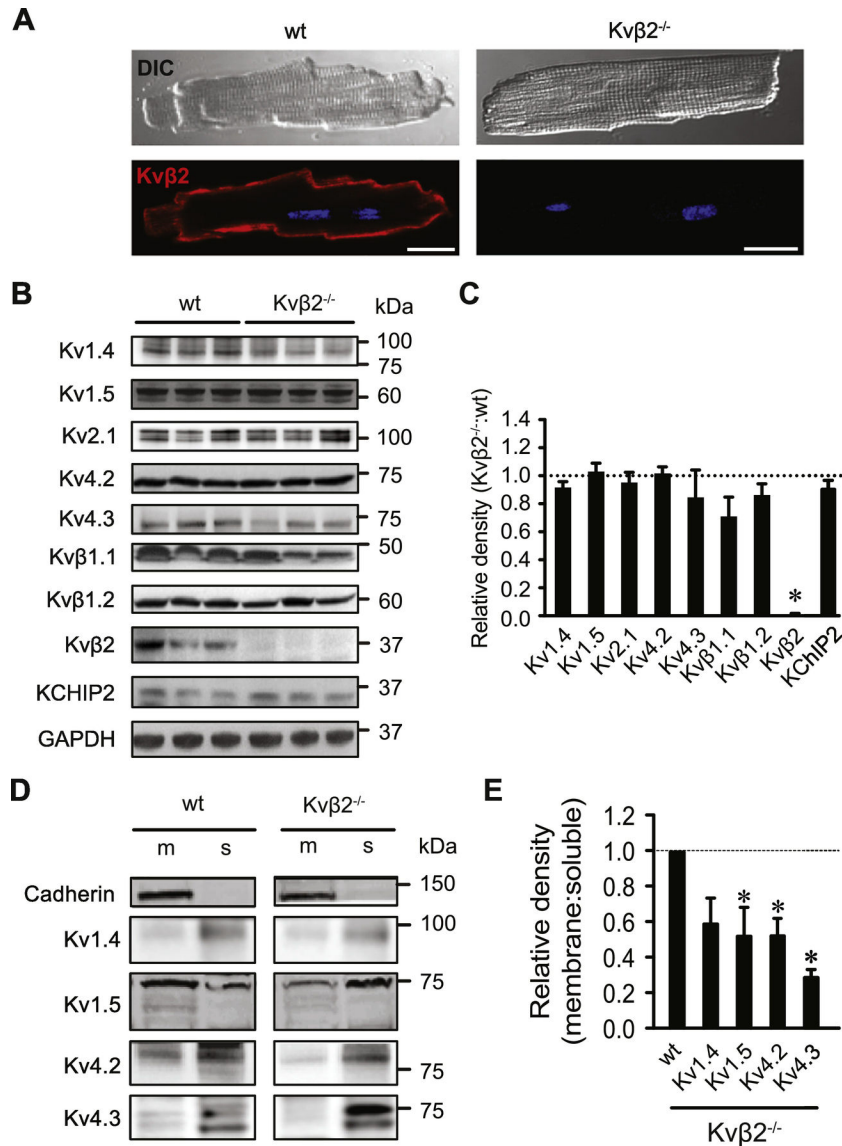 A
wt
Kvβ2-/-
DIC
Kvβ2
B
wt
Kvβ2-/-
kDa
Kv1.4
100
75
Kv1.5
60
Kv2.1
100
Kv4.2
75
Kv4.3
75
Kvβ1.1
50
Kvβ1.2
60
Kvβ2
37
KCHIP2
37
GAPDH
37
C
Relative density (Kvβ2-/-:wt)
1.4
1.2
1.0
0.8
0.6
0.4
0.2
0.0
*
Kv1.4
Kv1.5
Kv2.1
Kv4.2
Kv4.3
Kvβ1.1
Kvβ1.2
Kvβ2
KChIP2
D
wt
Kvβ2-/-
m s m s kDa
Cadherin
150
Kv1.4
100
Kv1.5
75
Kv4.2
75
Kv4.3
75
E
Relative density
(membrane:soluble)
1.2
1.0
0.8
0.6
0.4
0.2
0.0
* * *
wt
Kv1.4
Kv1.5
Kv4.2
Kv4.3
Kvβ2-/-